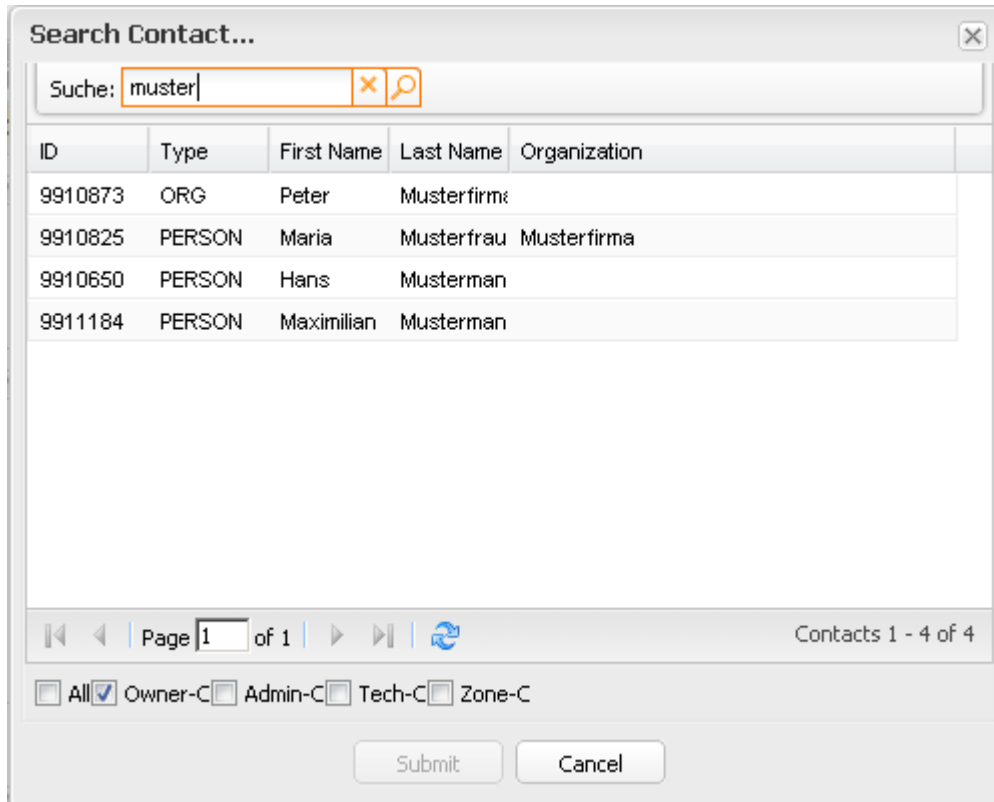 Search Contact...
Suche: muster
ID Type First Name Last Name Organization
9910873 ORG Peter Musterfirma
9910825 PERSON Maria Musterfrau Musterfirma
9910650 PERSON Hans Musterman
9911184 PERSON Maximilian Musterman
Page 1 of 1 Contacts 1 - 4 of 4
All Owner-C Admin-C Tech-C Zone-C
Submit Cancel